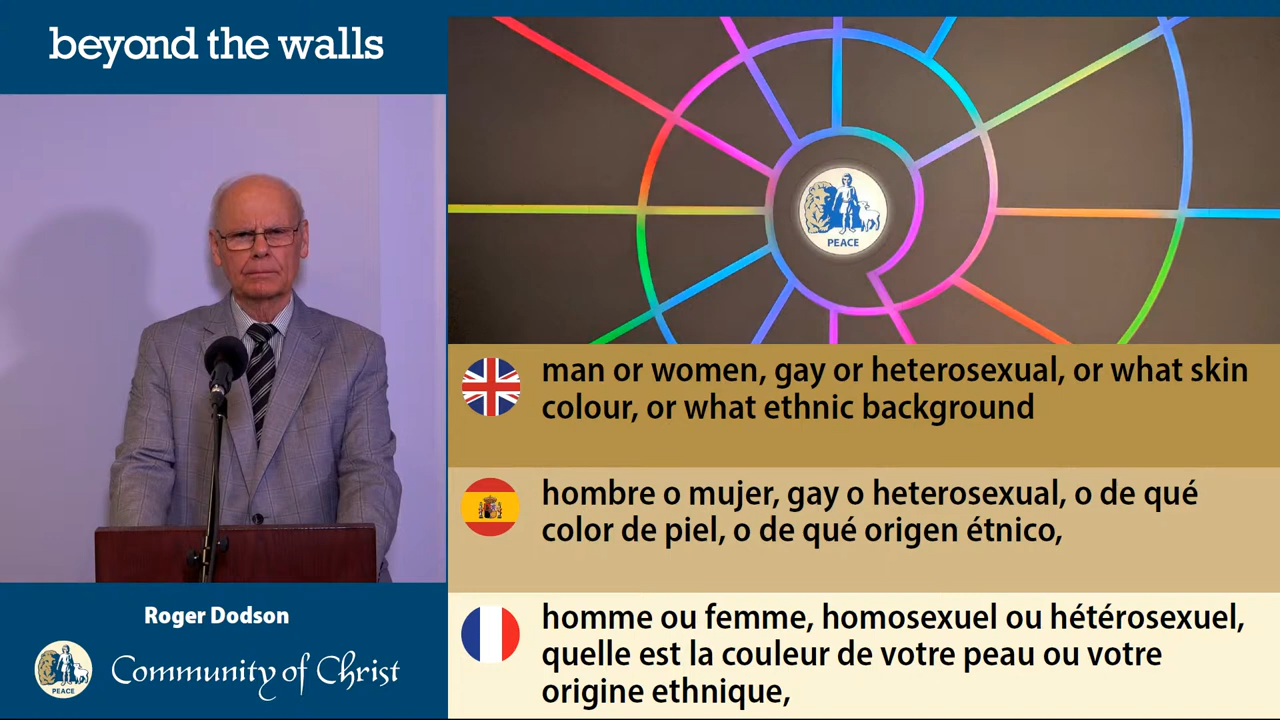 beyond the walls
PEACE
man or women, gay or heterosexual, or what skin
colour, or what ethnic background
hombre o mujer, gay o heterosexual, o de qué
color de piel, o de qué origen étnico,
homme ou femme, homosexuel ou hétérosexuel,
quelle est la couleur de votre peau ou votre
origine ethnique,
Roger Dodson
Community of Christ
PEACE